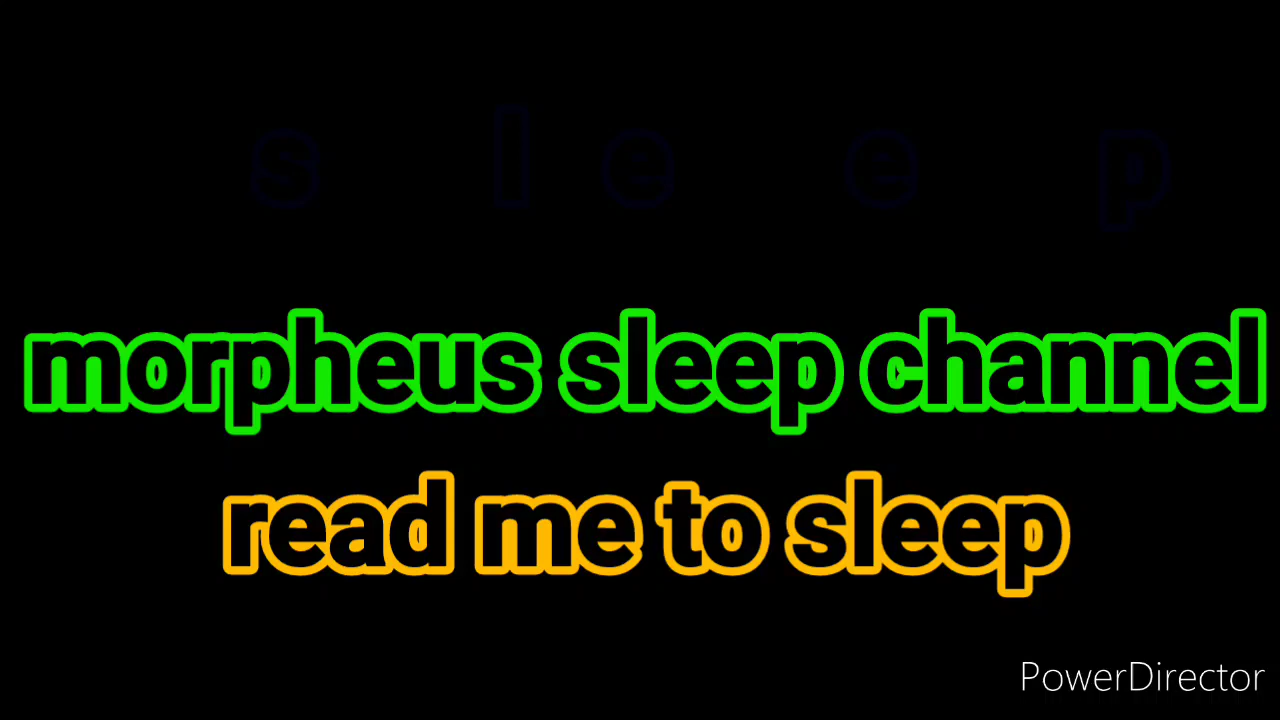 s l e e p
morpheus sleep channel
read me to sleep
PowerDirector